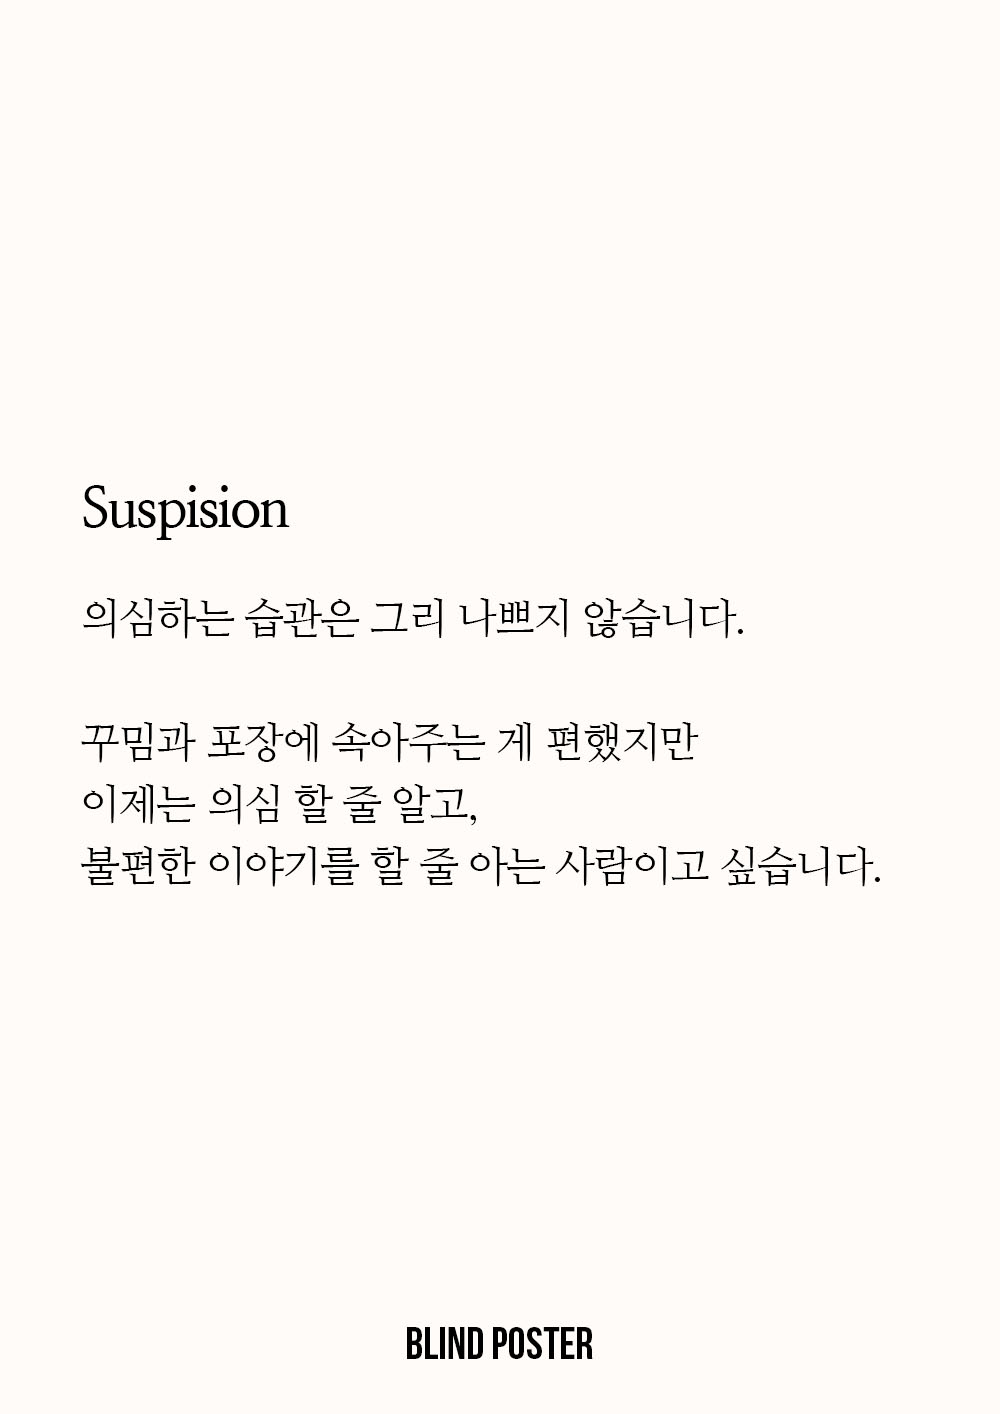 Suspision
의심하는 습관은 그리 나쁘지 않습니다.
꾸밈과 포장에 속아주는 게 편했지만
이제는 의심 할 줄 알고,
불편한 이야기를 할 줄 아는 사람이고 싶습니다.
BLIND POSTER